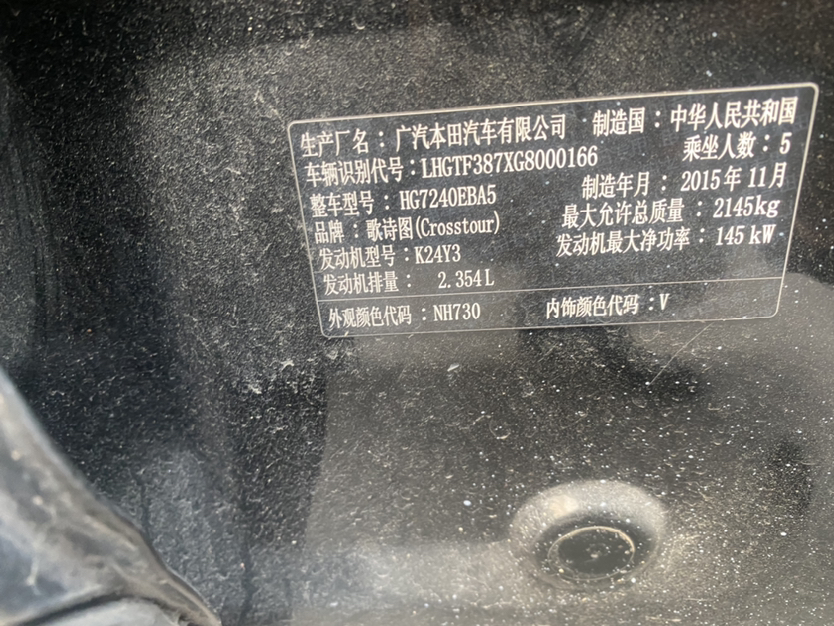 生产厂名：广汽本田汽车有限公司 制造国：中华人民共和国
车辆识别代号：LHGTF387XG8000166 乘坐人数：5
整车型号：HG7240EBA5 制造年月：2015年11月
品牌：歌诗图(Crosstour) 最大允许总质量：2145kg
发动机型号：K24Y3 发动机最大净功率：145kW
发动机排量：2.354L
外观颜色代码：NH730 内饰颜色代码：V